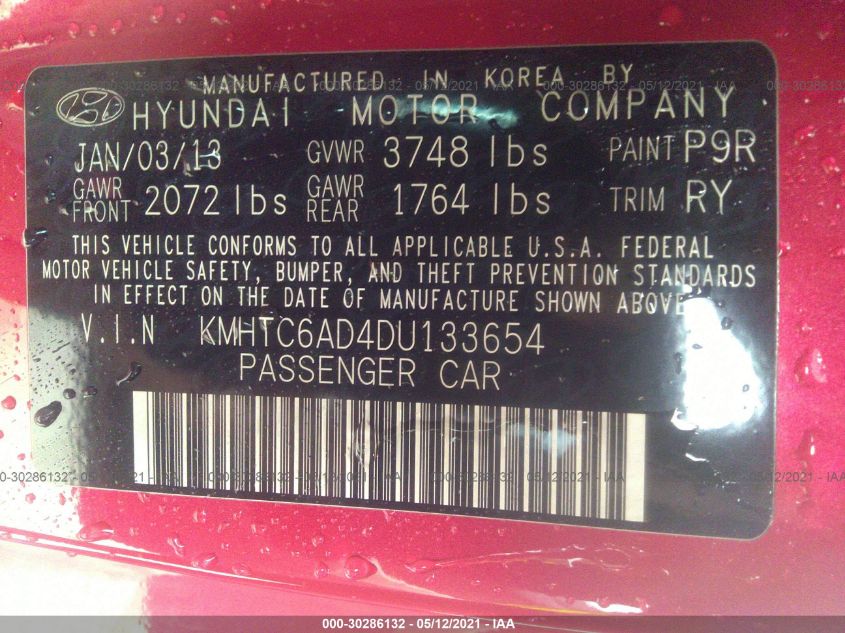 MANUFACTURED IN KOREA BY
HYUNDAI MOTOR COMPANY
JAN/03/13 GVWR 3748 lbs PAINT P9R
GAWR FRONT 2072 lbs GAWR REAR 1764 lbs TRIM RY
THIS VEHICLE CONFORMS TO ALL APPLICABLE U.S.A. FEDERAL
MOTOR VEHICLE SAFETY, BUMPER, AND THEFT PREVENTION STANDARDS
IN EFFECT ON THE DATE OF MANUFACTURE SHOWN ABOVE
V.I.N KMHTC6AD4DU133654
PASSENGER CAR
000-30286132 - 05/12/2021 - IAA